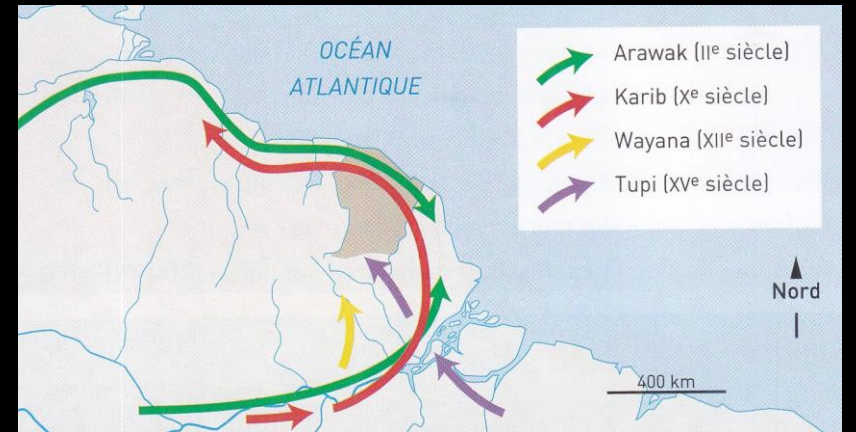 OCÉAN
ATLANTIQUE
Arawak (IIe siècle)
Karib (Xe siècle)
Wayana (XIIe siècle)
Tupi (XVe siècle)
Nord
400 km